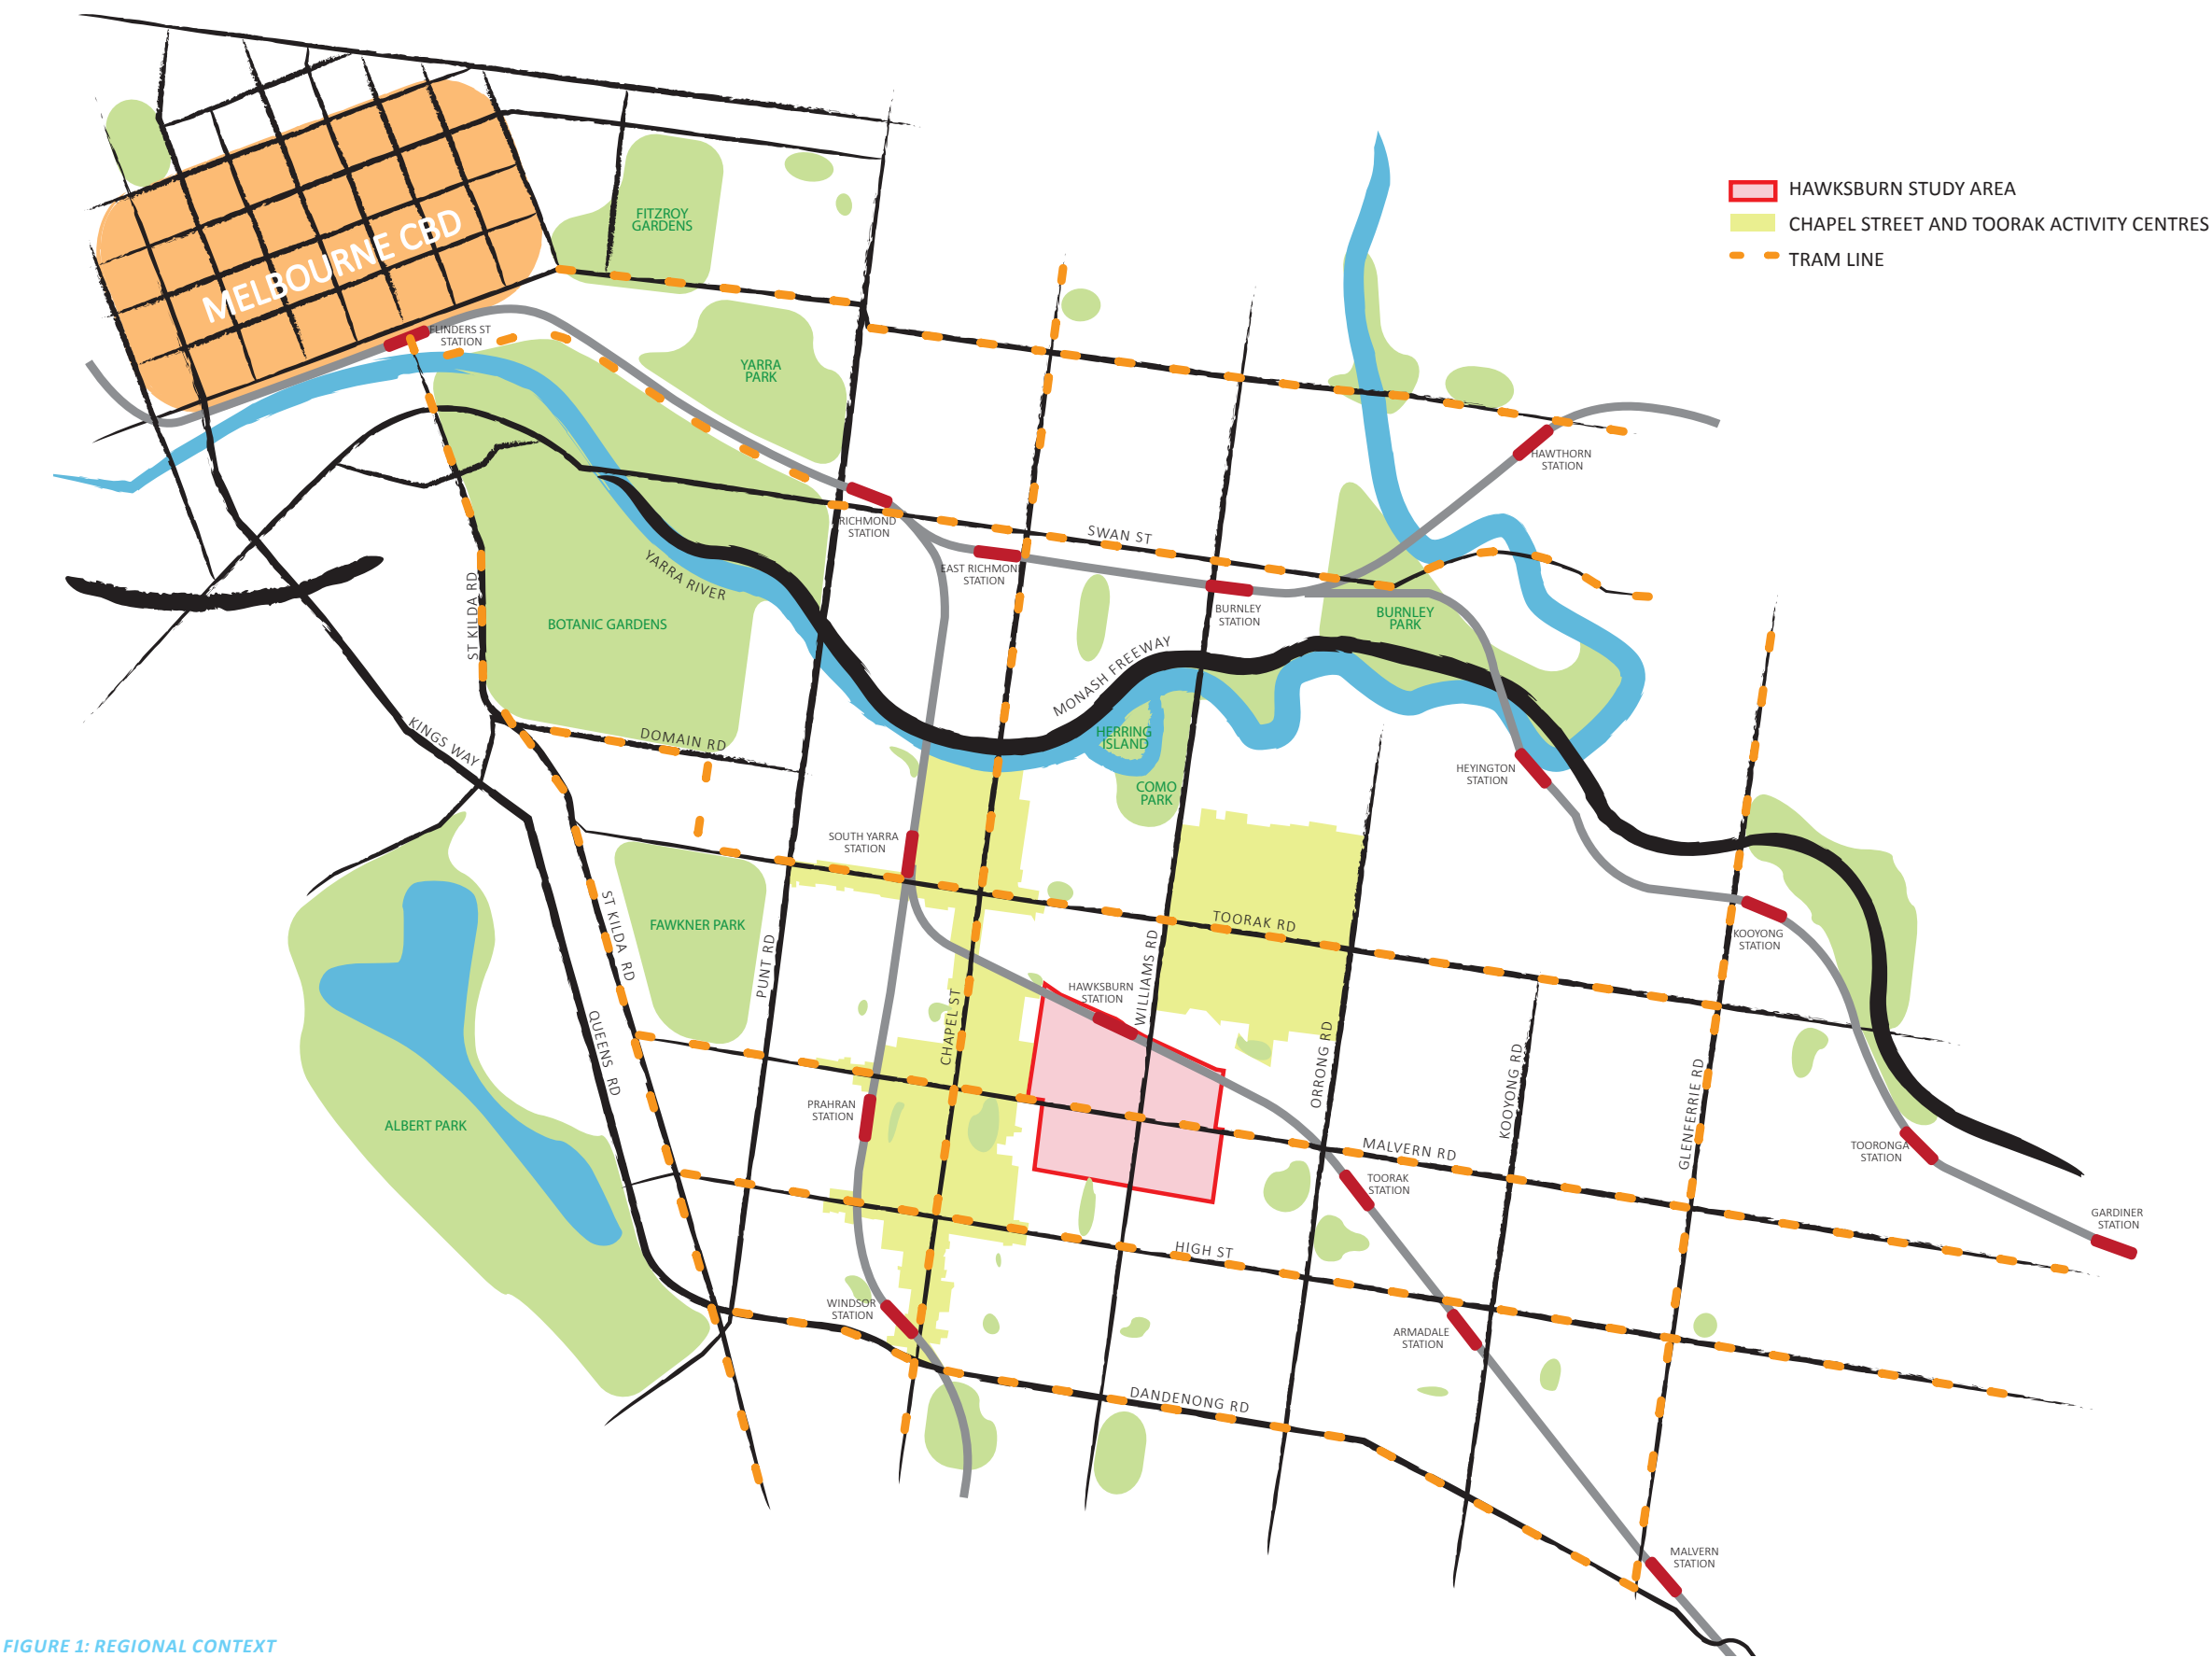 HAWKSBURN STUDY AREA
CHAPEL STREET AND TOORAK ACTIVITY CENTRES
TRAM LINE
MELBOURNE CBD
FITZROY
GARDENS
FLINDERS ST
STATION
YARRA
PARK
HAWTHORN
STATION
RICHMOND
STATION
SWAN ST
EAST RICHMON
STATION
YARRA RIVER
ST KILDA RD
BOTANIC GARDENS
BURNLEY
STATION
BURNLEY
PARK
MONASH FREEWAY
KINGS WAY
DOMAIN RD
HERRING
ISLAND
COMO
PARK
HEYINGTON
STATION
SOUTH YARRA
STATION
ST KILDA RD
FAWKNER PARK
PUNT RD
TOORAK RD
WILLIAMS RD
KOOYONG
STATION
HAWKSBURN
STATION
CHAPEL ST
QUEENS RD
ORRONG RD
KOOYONG RD
GLENFERRIE RD
ALBERT PARK
PRAHRAN
STATION
MALVERN RD
TOORAK
STATION
TOORONGA
STATION
GARDINER
STATION
HIGH ST
WINDSOR
STATION
ARMADALE
STATION
DANDENONG RD
MALVERN
STATION
FIGURE 1: REGIONAL CONTEXT